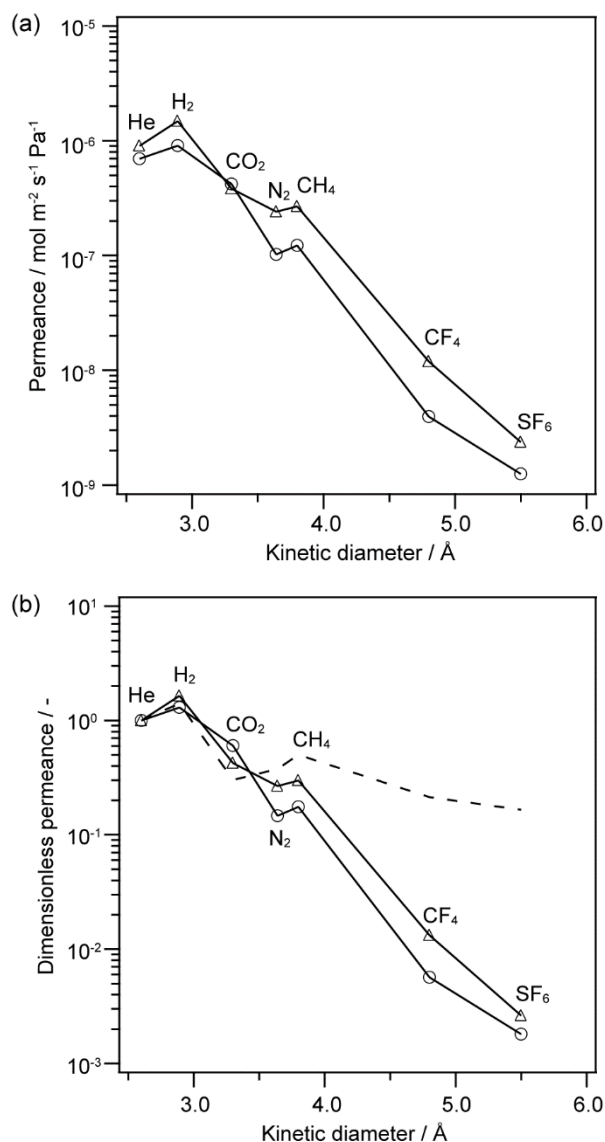 (a)
10⁻⁵
H₂
He
10⁻⁶
CO₂
N₂ CH₄
10⁻⁷
Permeance / mol m⁻² s⁻¹ Pa⁻¹
CF₄
10⁻⁸
SF₆
10⁻⁹
3.0 4.0 5.0 6.0
Kinetic diameter / Å
(b)
10¹
H₂
He
CO₂
10⁰
CH₄
10⁻¹
N₂
Dimensionless permeance / -
CF₄
10⁻²
SF₆
10⁻³
3.0 4.0 5.0 6.0
Kinetic diameter / Å